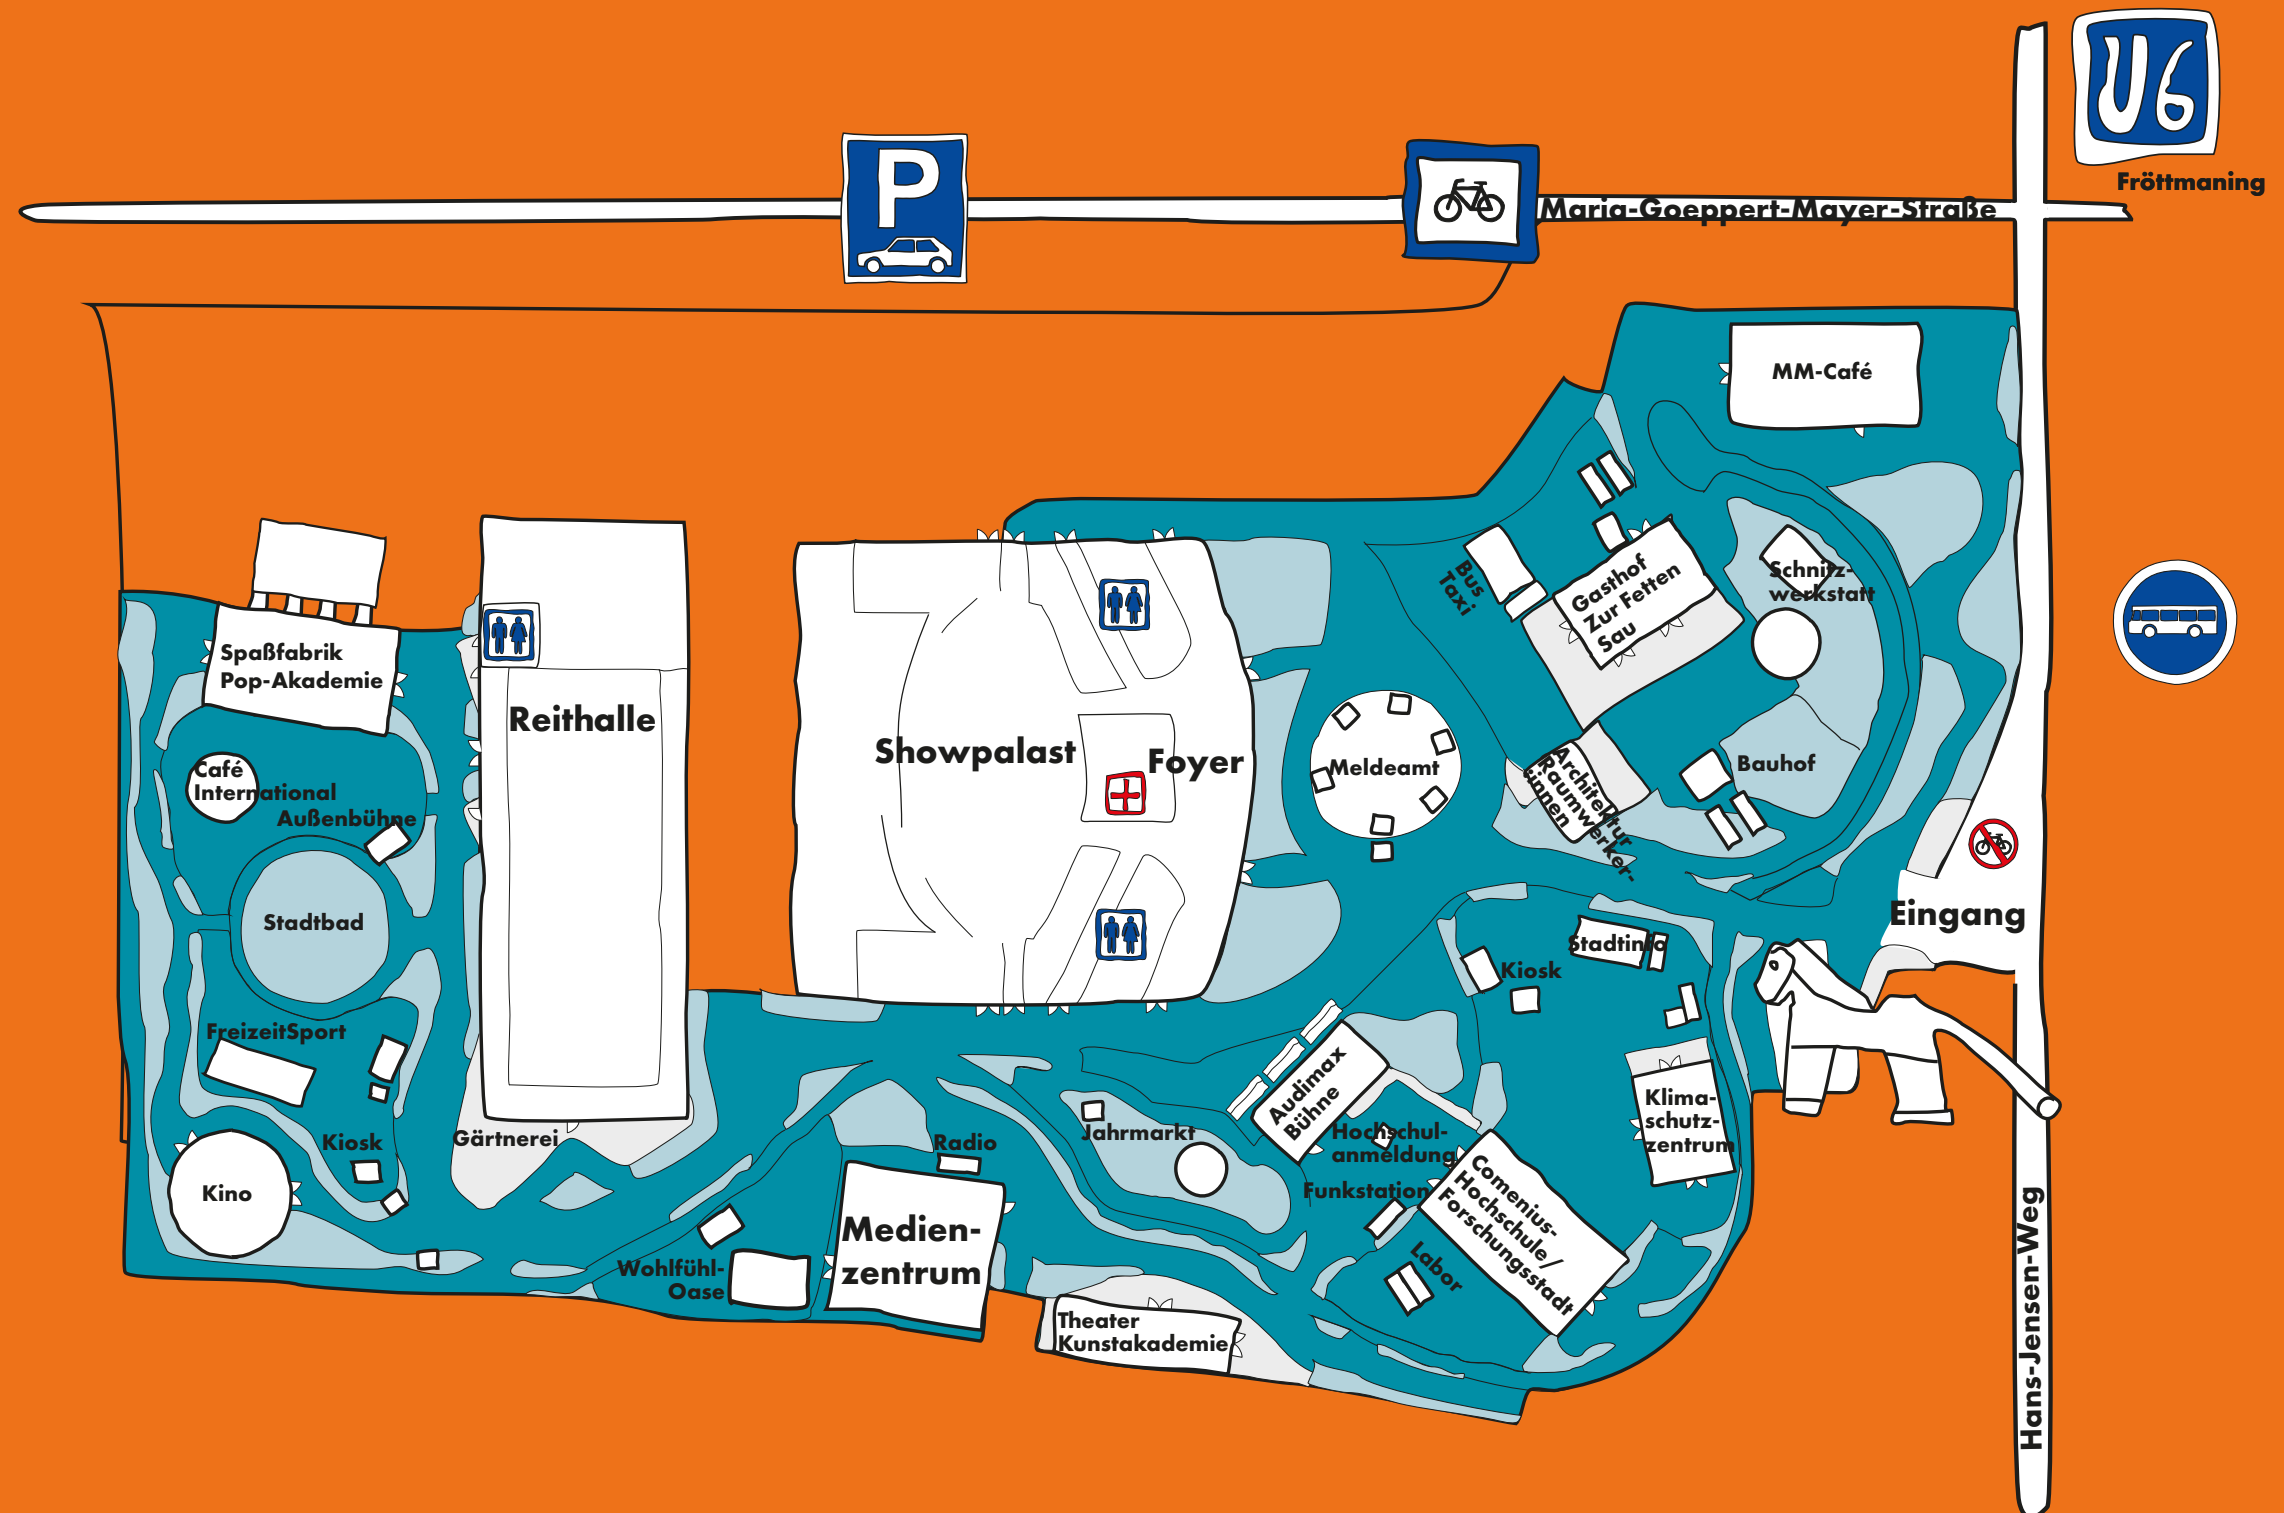 U6
Fröttmaning
P
Maria-Goeppert-Mayer-Straße
MM-Café
Bus
Taxi
Gasthof
Zur Fetten
Sau
Schnitz-
werkstatt
Spaßfabrik
Pop-Akademie
Reithalle
Showpalast
Foyer
Meldeamt
Architektur
Raumwerker-
:innen
Bauhof
Café
International
Außenbühne
Stadtbad
Eingang
Stadtinfo
Kiosk
FreizeitSport
Audimax
Bühne
Klima-
schutz-
zentrum
Kiosk
Gärtnerei
Radio
Jahrmarkt
Hochschul-
anmeldung
Kino
Funkstation
Comenius-
Hochschule/
Forschungsstadt
Medien-
zentrum
Wohlfühl-
Oase
Labor
Theater
Kunstakademie
Hans-Jensen-Weg